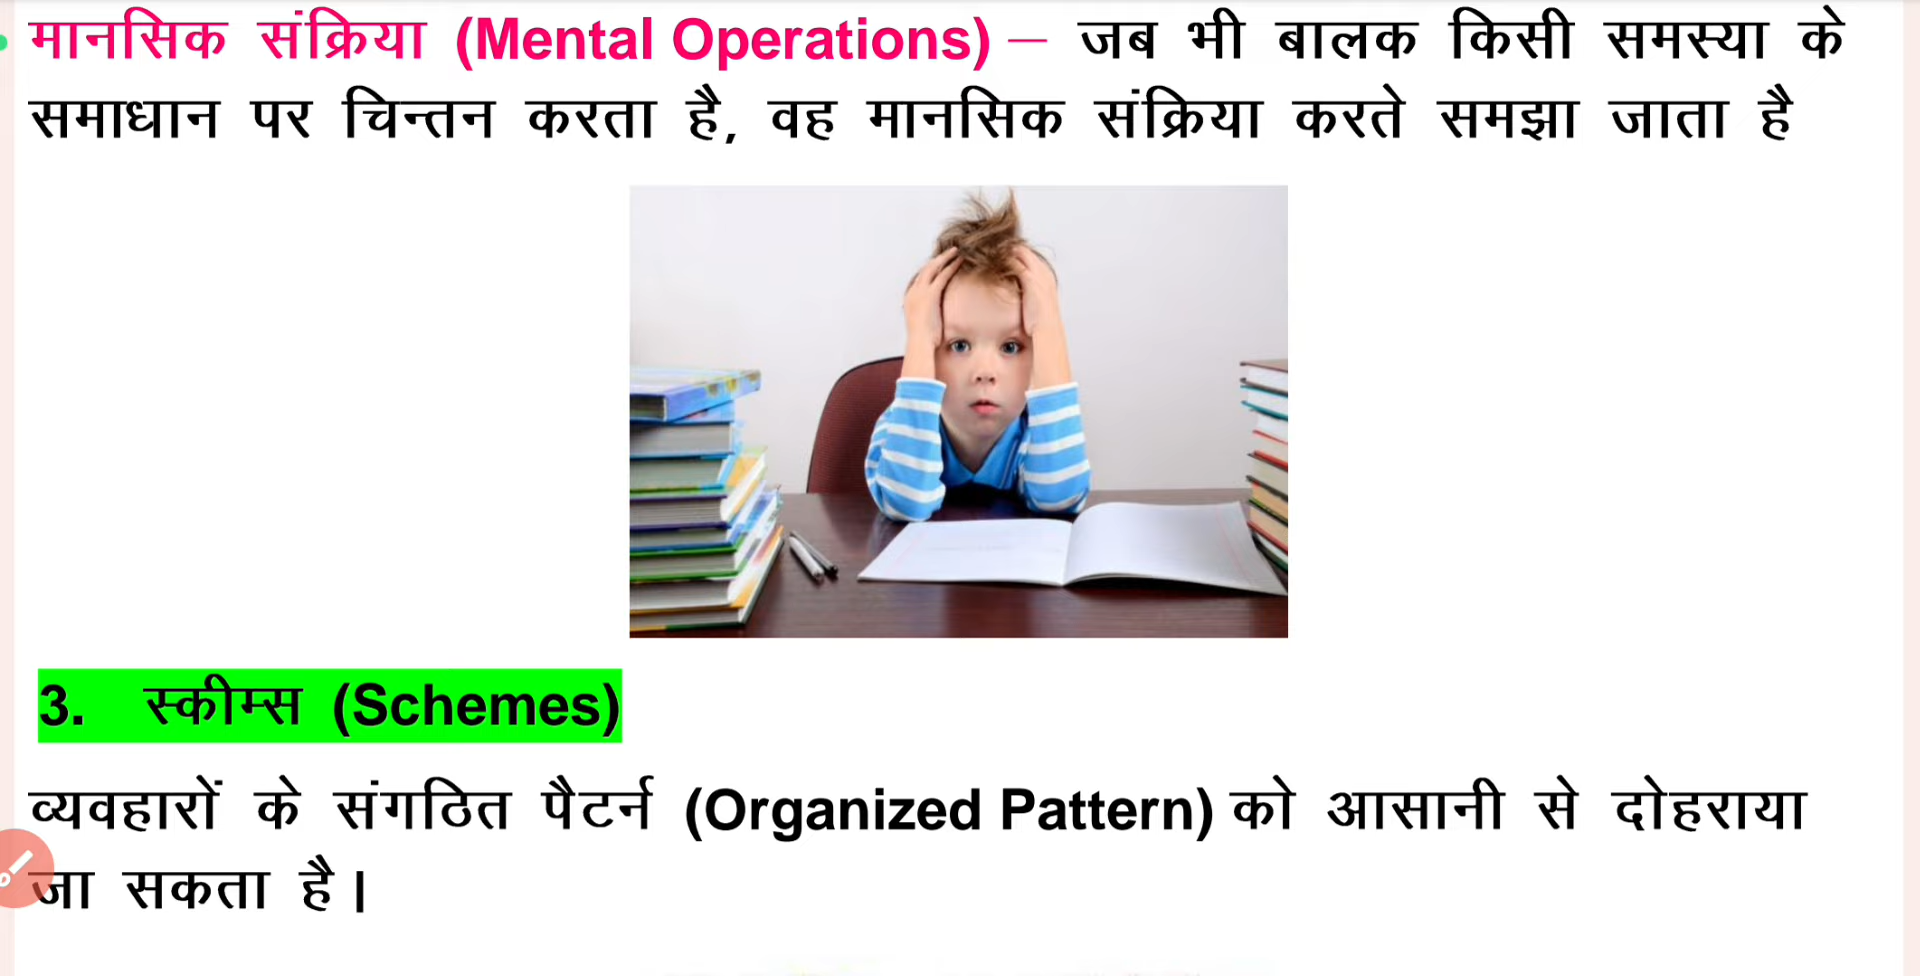 मानसिक संक्रिया (Mental Operations) – जब भी बालक किसी समस्या के
समाधान पर चिन्तन करता है, वह मानसिक संक्रिया करते समझा जाता है
3. स्कीम्स (Schemes)
व्यवहारों के संगठित पैटर्न (Organized Pattern) को आसानी से दोहराया
जा सकता है।